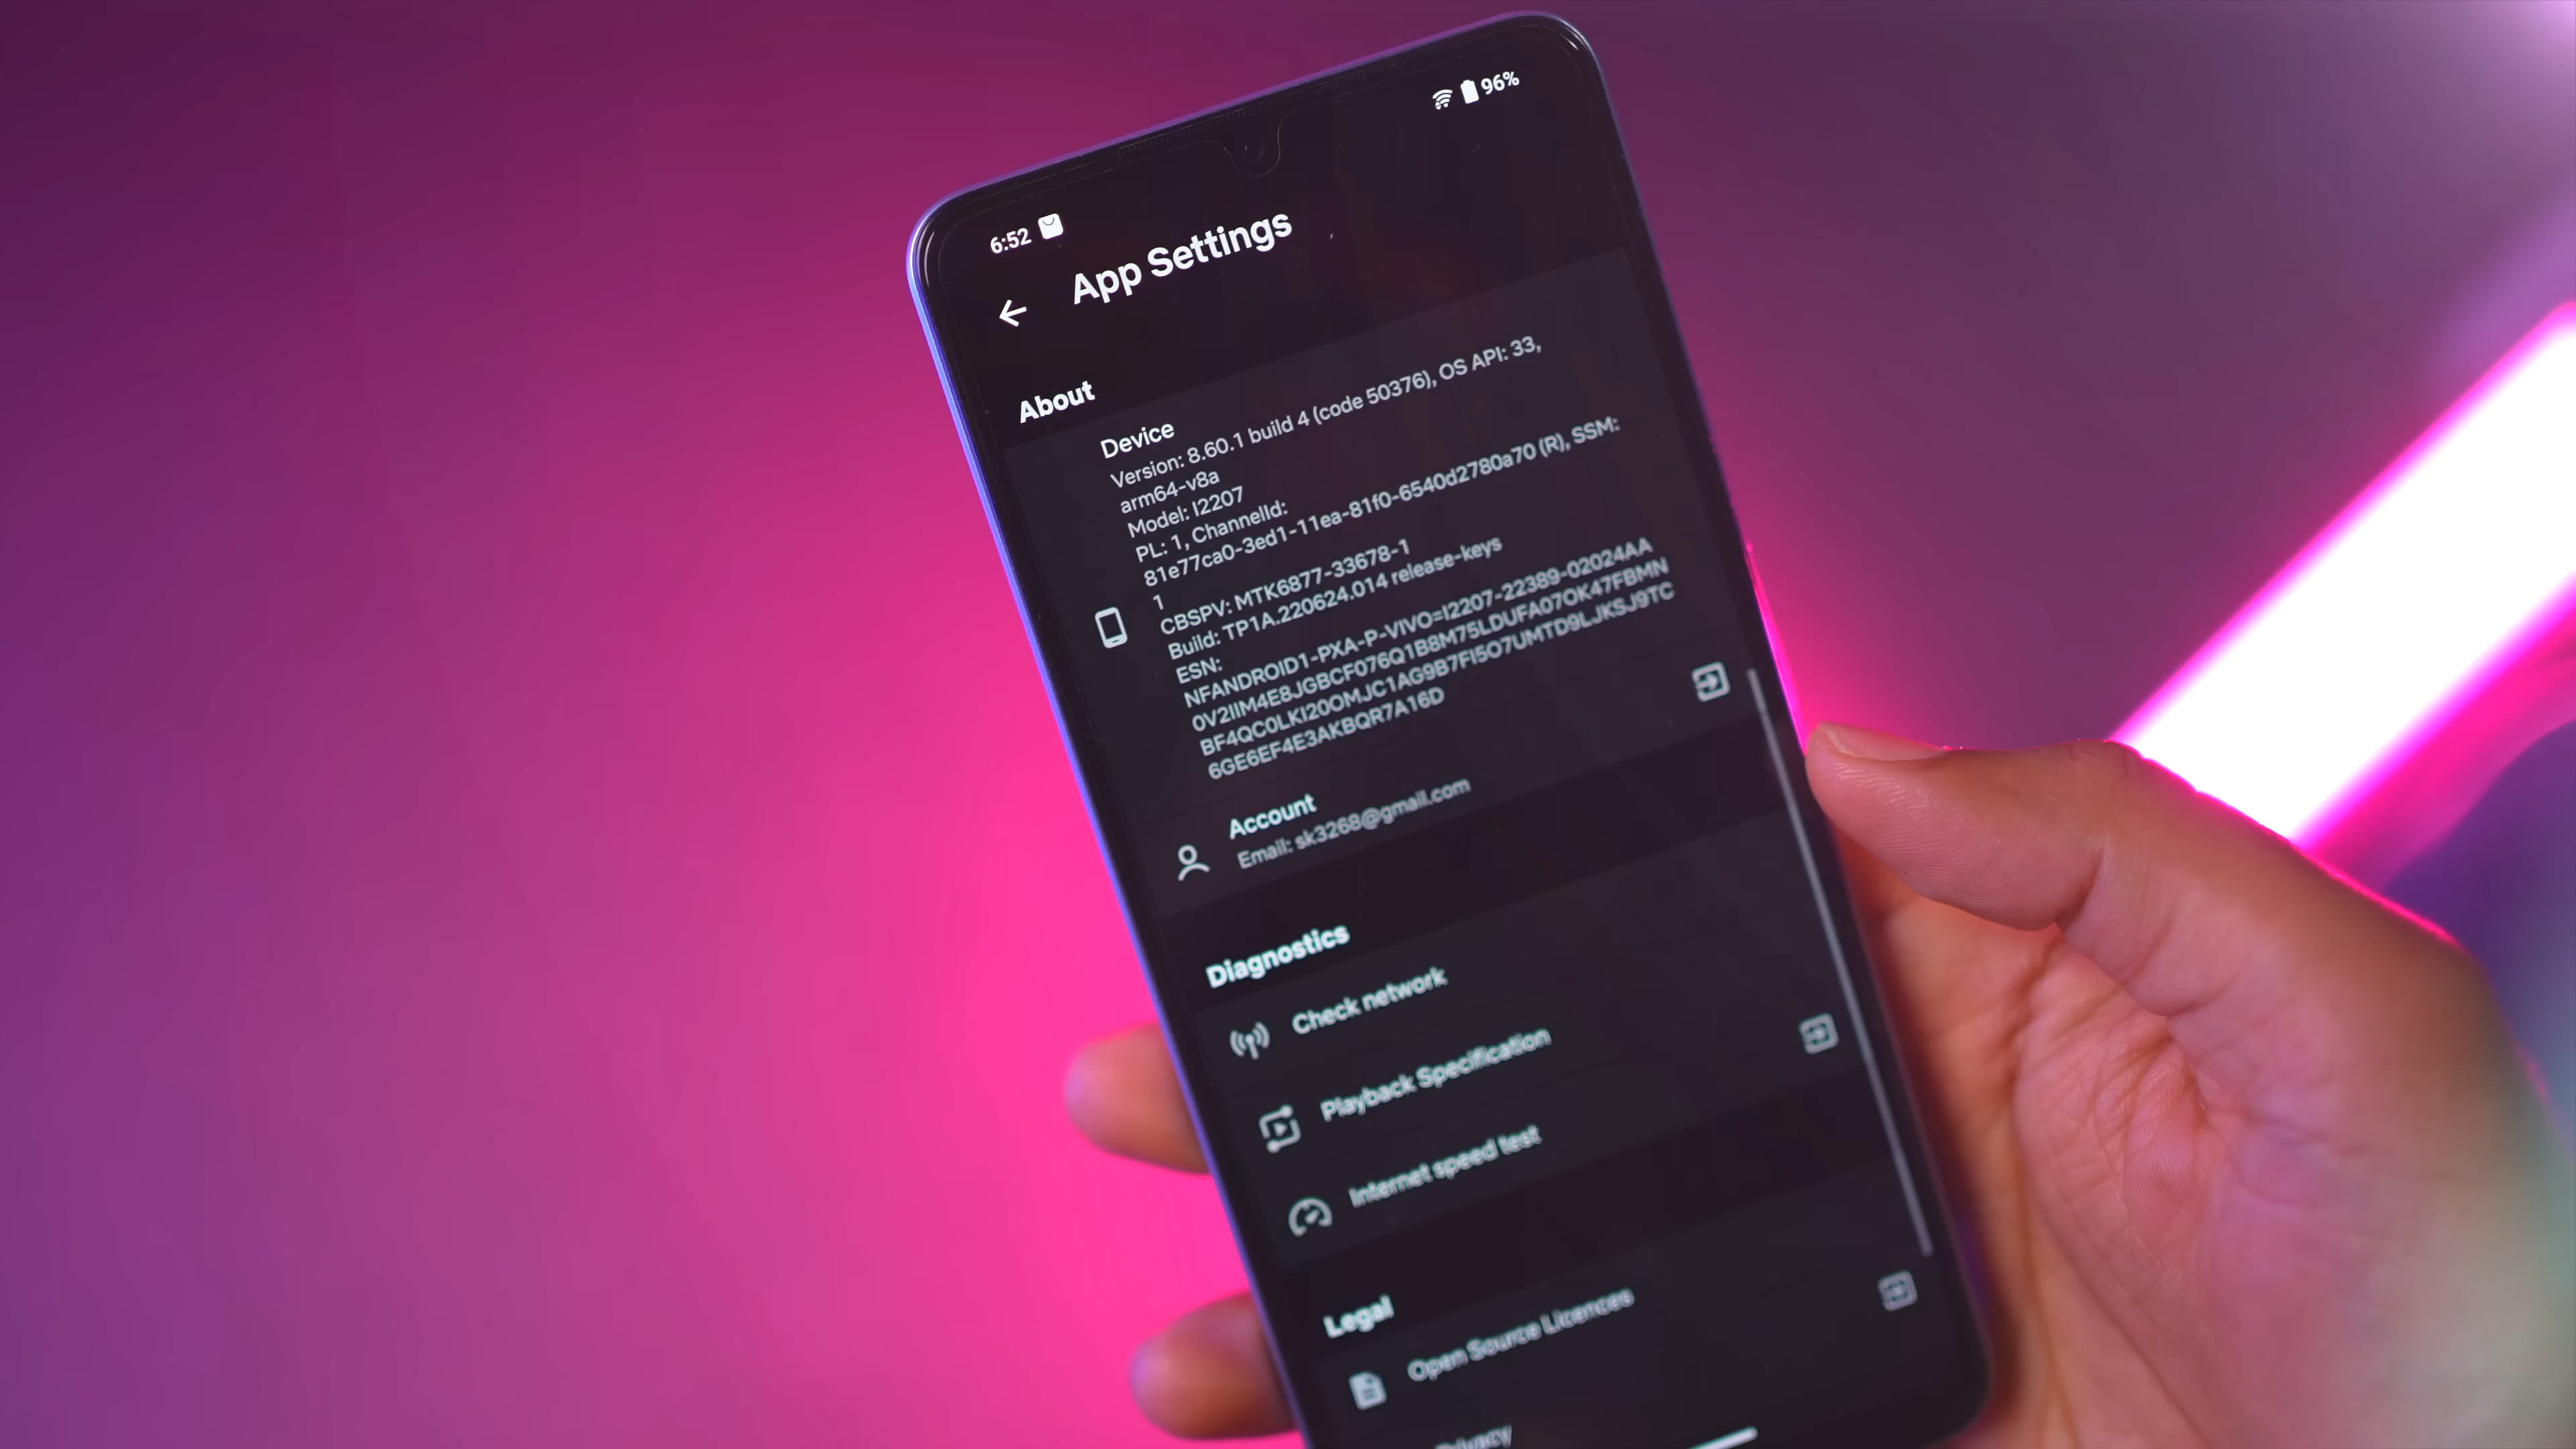 6:52
96%
App Settings
About
Device
Version: 8.60.1 build 4 (code 50376), OS API: 33,
arm64-v8a
Model: I2207
PL: 1, ChannelId:
81e77ca0-3ed1-11ea-81f0-6540d2780a70 (R), SSM:
1
CBSPV: MTK6877-33678-1
Build: TP1A.220624.014 release-keys
ESN:
NFANDROID1-PXA-P-VIVO=I2207-22389-02024AA
0V2IIM4E8JGBCF076Q1B8M75LDUFA07OK47FBMN
BF4QC0LKI20OMJC1AG9B7FI5O7UMTD9LJKSJ9TC
6GE6EF4E3AKBQR7A16D
Account
Email: sk3268@gmail.com
Diagnostics
Check network
Playback Specification
Internet speed test
Legal
Open Source Licences
Privacy